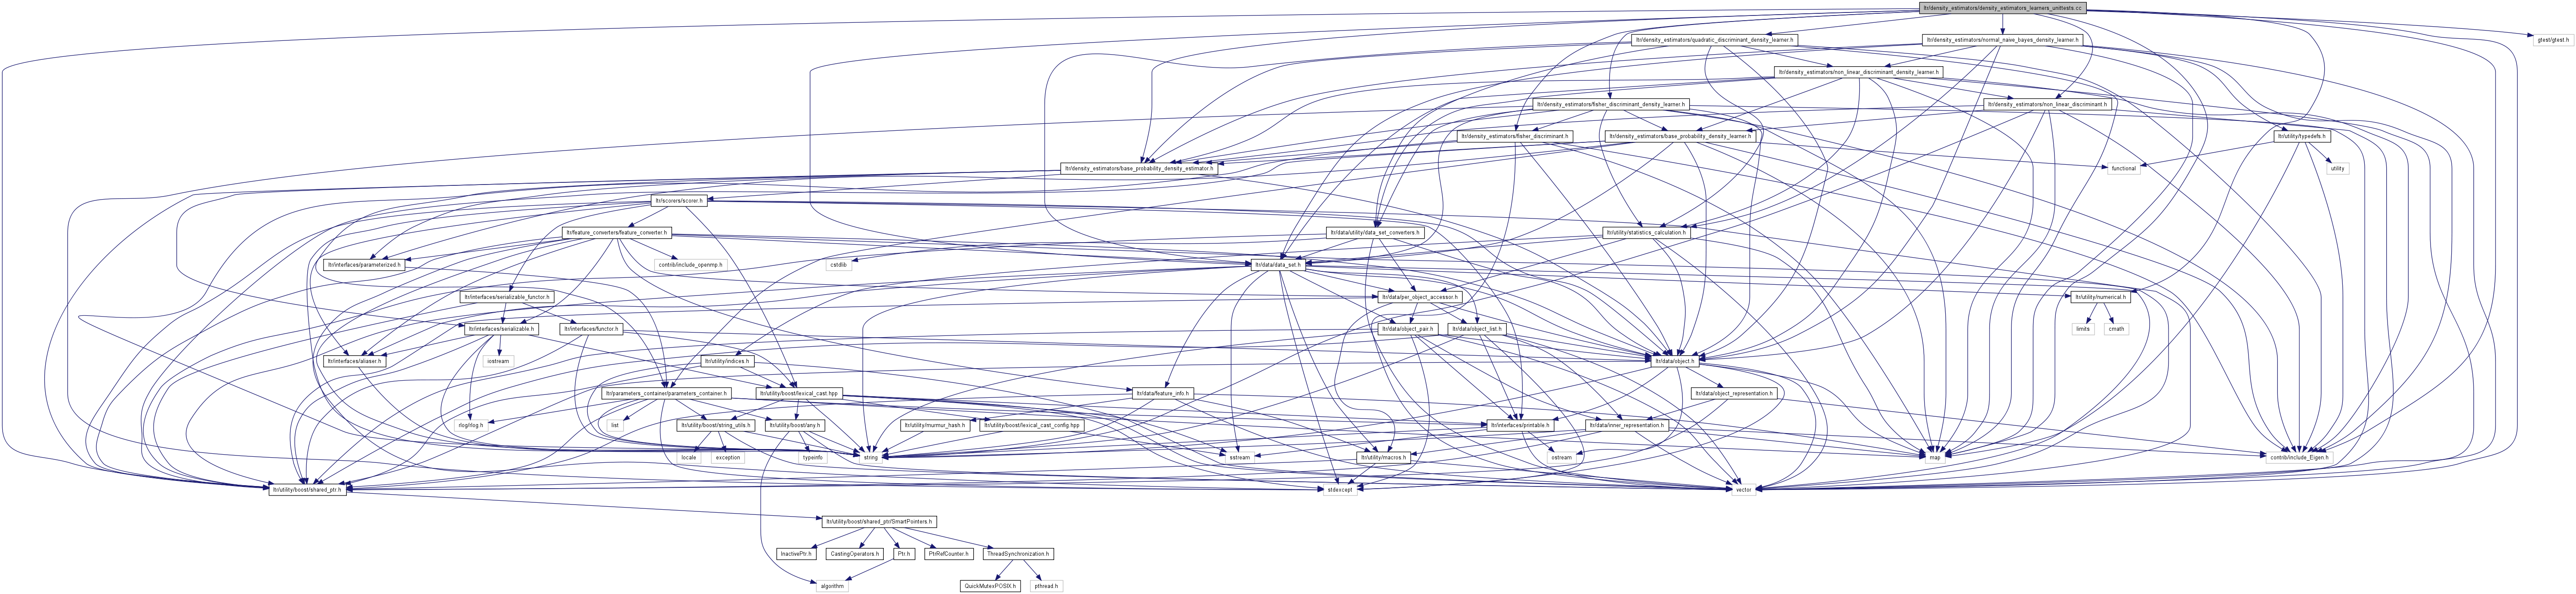 ltr/density_estimators/density_estimators_learners_unittests.cc
ltr/density_estimators/quadratic_discriminant_density_learner.h
ltr/density_estimators/normal_naive_bayes_density_learner.h
gtest/gtest.h
ltr/density_estimators/non_linear_discriminant_density_learner.h
ltr/density_estimators/fisher_discriminant_density_learner.h
ltr/density_estimators/non_linear_discriminant.h
ltr/density_estimators/fisher_discriminant.h
ltr/density_estimators/base_probability_density_learner.h
ltr/utility/typedefs.h
ltr/density_estimators/base_probability_density_estimator.h
functional
utility
ltr/scorers/scorer.h
ltr/feature_converters/feature_converter.h
ltr/data/utility/data_set_converters.h
ltr/utility/statistics_calculation.h
ltr/interfaces/parameterized.h
contrib/include_openmp.h
cstdlib
ltr/data/data_set.h
ltr/interfaces/serializable_functor.h
ltr/data/per_object_accessor.h
ltr/utility/numerical.h
ltr/interfaces/serializable.h
ltr/interfaces/functor.h
ltr/data/object_pair.h
ltr/data/object_list.h
limits
cmath
ltr/interfaces/aliaser.h
iostream
ltr/utility/indices.h
ltr/data/object.h
ltr/parameters_container/parameters_container.h
ltr/utility/boost/lexical_cast.hpp
ltr/data/feature_info.h
ltr/data/object_representation.h
rlog/rlog.h
list
ltr/utility/boost/string_utils.h
ltr/utility/boost/any.h
ltr/utility/murmur_hash.h
ltr/utility/boost/lexical_cast_config.hpp
ltr/interfaces/printable.h
ltr/data/inner_representation.h
locale
exception
typeinfo
string
sstream
ltr/utility/macros.h
ostream
map
contrib/include_Eigen.h
ltr/utility/boost/shared_ptr.h
stdexcept
vector
ltr/utility/boost/shared_ptr/SmartPointers.h
InactivePtr.h
CastingOperators.h
Ptr.h
PtrRefCounter.h
ThreadSynchronization.h
algorithm
QuickMutexPOSIX.h
pthread.h